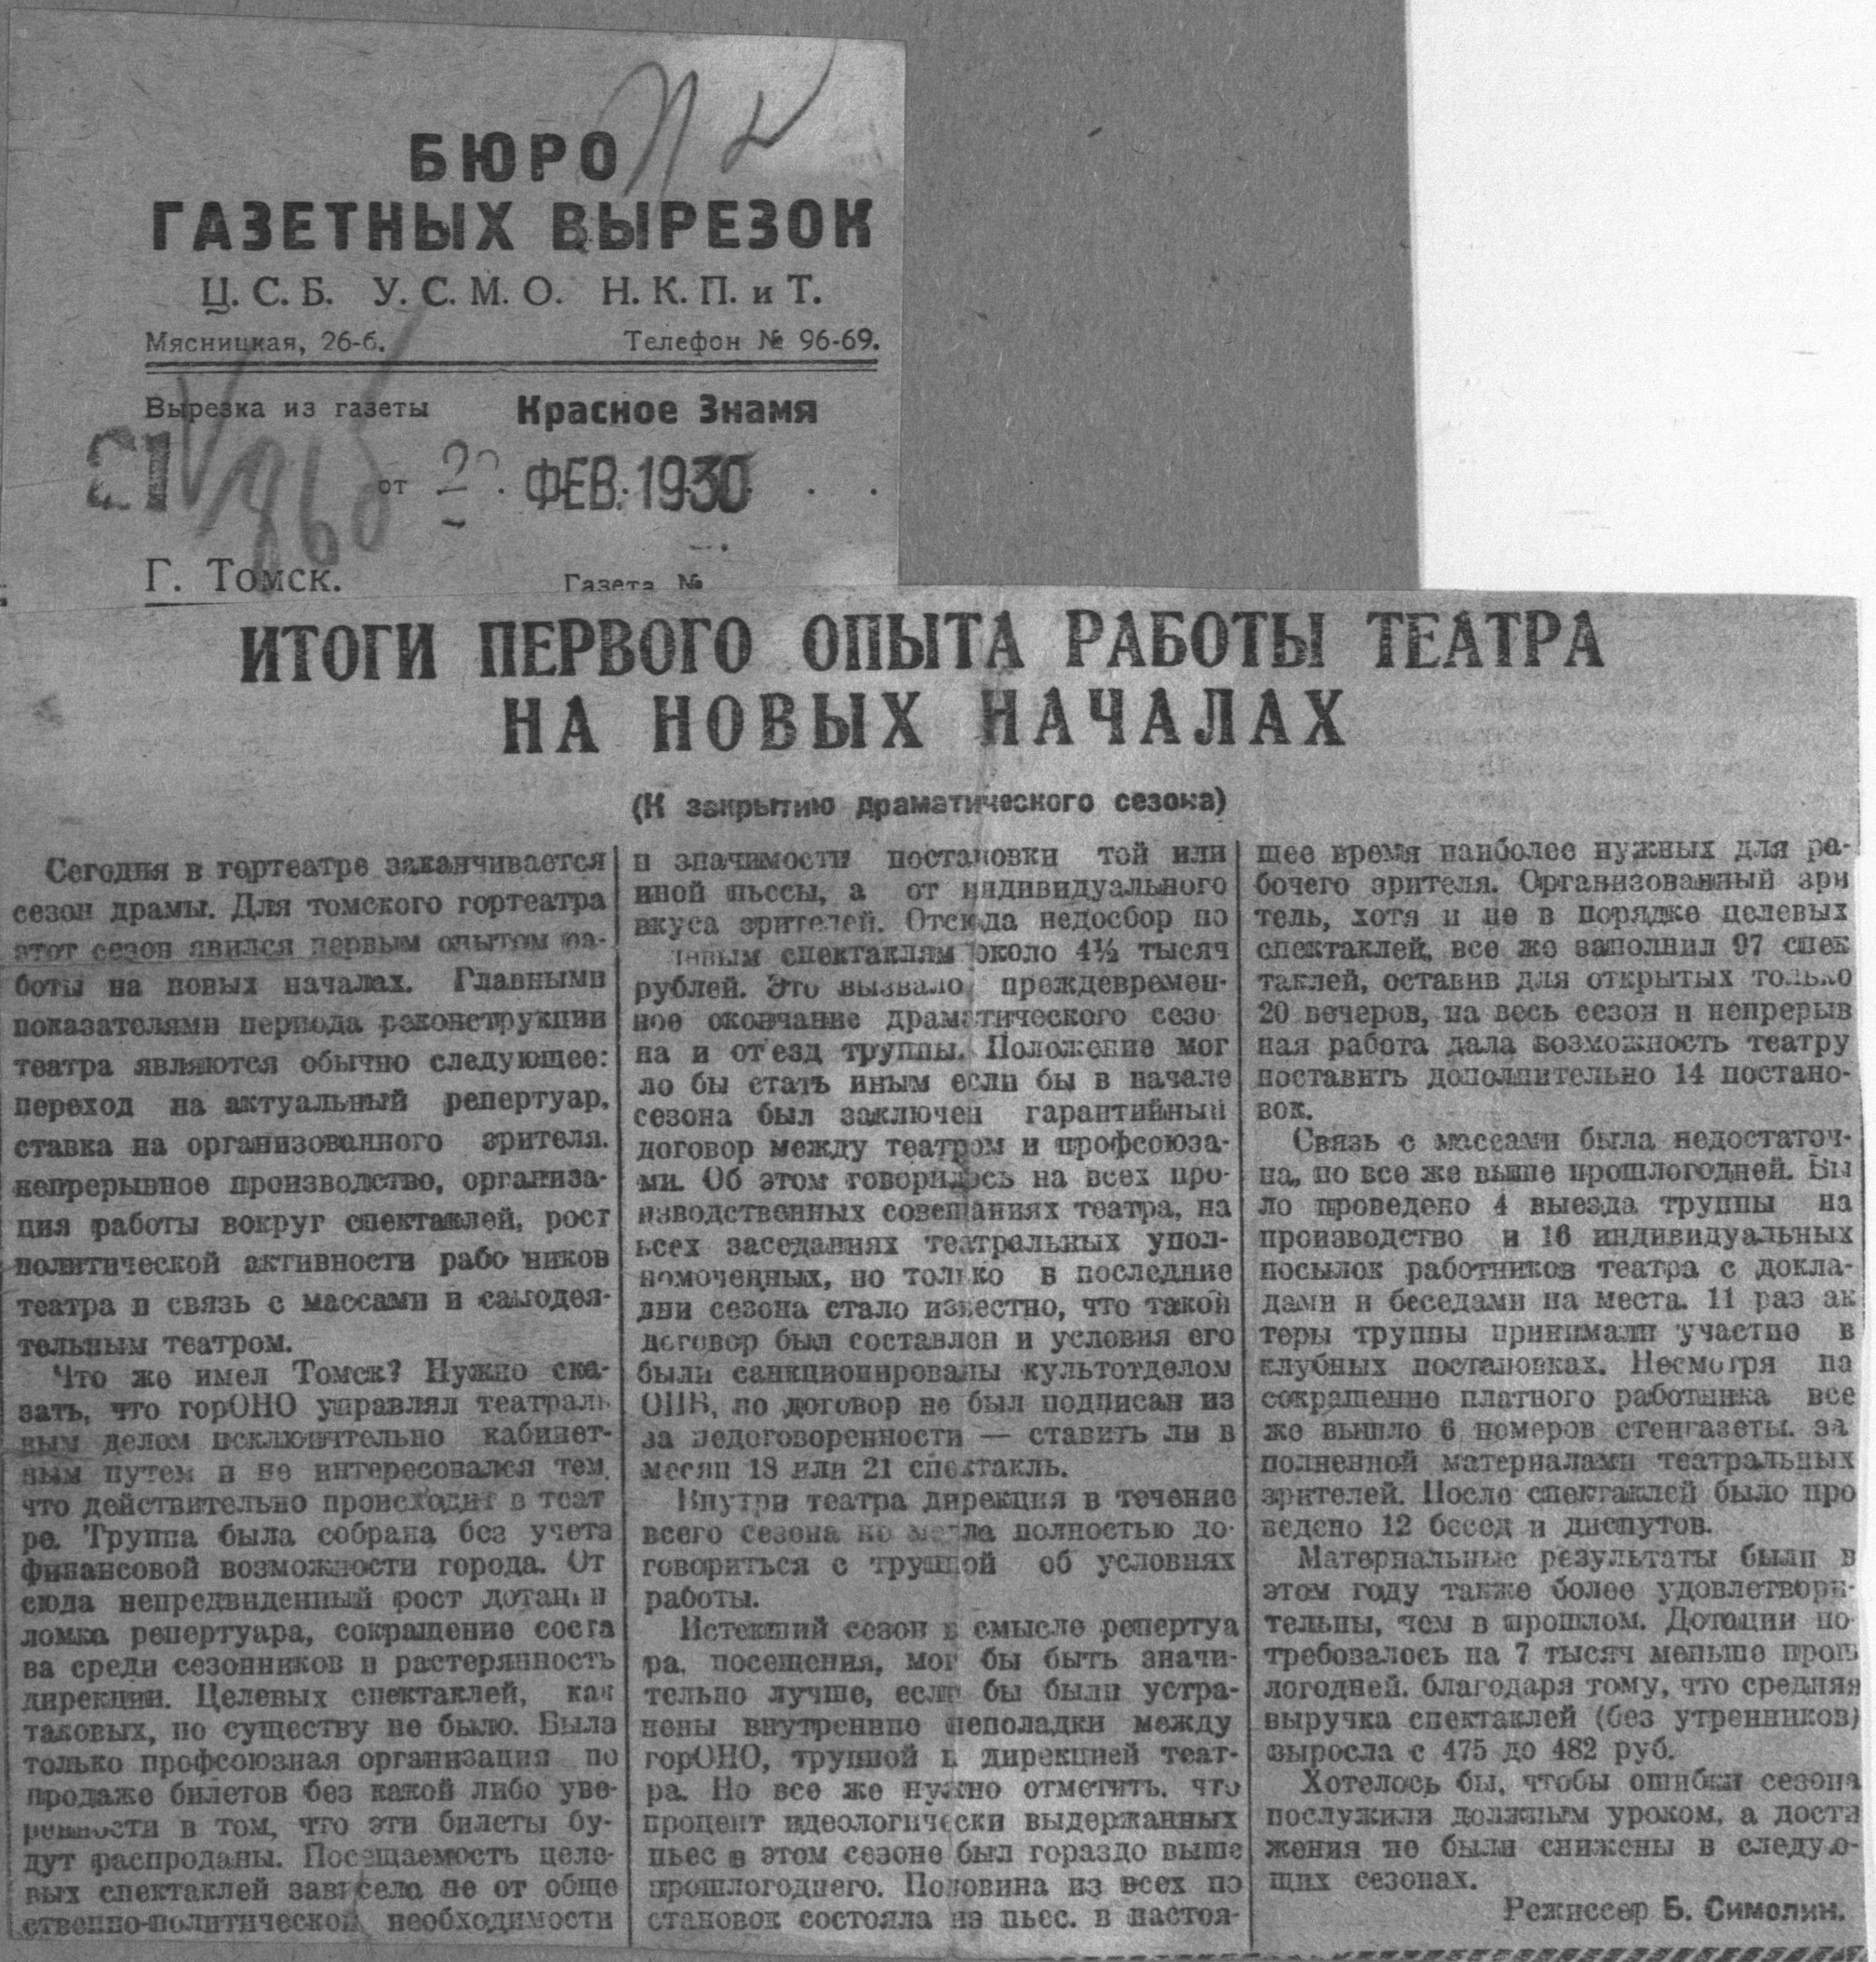 БЮРО
ГАЗЕТНЫХ ВЫРЕЗОК
Ц. С. Б. У. С. М. О. Н. К. П. и Т.
Мясницкая, 26-б. Телефон № 96-69.
Вырезка из газеты Красное Знамя
от ФЕВ. 1930
Г. Томск. Газета №
ИТОГИ ПЕРВОГО ОПЫТА РАБОТЫ ТЕАТРА
НА НОВЫХ НАЧАЛАХ
(К закрытию драматического сезона)
Сегодня в гортеатре заканчивается
сезон драмы. Для томского гортеатра
этот сезон явился первым опытом ра-
боты на новых началах. Главными
показателями периода реконструкции
театра являются обычно следующее:
переход на актуальный репертуар,
ставка на организованного зрителя.
непрерывное производство, организа-
ция работы вокруг спектаклей, рост
политической активности рабо ников
театра и связь с массами и самодея-
тельным театром.
Что же имел Томск? Нужно ска-
зать, что горОНО управлял театраль
ным делом исключительно кабинет-
ным путем и не интересовался тем,
что действительно происходит в теат
ре. Труппа была собрана без учета
финансовой возможности города. От
сюда непредвиденный рост дотации
ломка репертуара, сокращение соста
ва среди сезонников и растерянность
дирекции. Целевых спектаклей, как
таковых, по существу не было. Была
только профсоюзная организация по
продаже билетов без какой либо уве-
ренности в том, что эти билеты бу-
дут распроданы. Посещаемость целе-
вых спектаклей зависела не от обще
ственно-политической необходимости
и значимости постановки той или
иной пьесы, а от индивидуального
вкуса зрителей. Отсюда недосбор по
левым спектаклям около 4½ тысяч
рублей. Это вызвало преждевремен-
ное окончание драматического сезо
на и от'езд труппы. Положение мог
ло бы стать иным если бы в начале
сезона был заключен гарантийный
договор между театром и профсоюза-
ми. Об этом говорилось на всех про-
изводственных совещаниях театра, на
всех заседаниях театральных упол-
номоченных, но только в последние
дни сезона стало известно, что такой
договор был составлен и условия его
были санкционированы культотделом
ОПБ, но договор не был подписан из
за недоговоренности — ставить ли в
месяц 18 или 21 спектакль.
Внутри театра дирекция в течение
всего сезона не могла полностью до-
говориться с труппой об условиях
работы.
Истекший сезон в смысле репертуа
ра, посещения, мог бы быть значи-
тельно лучше, если бы были устра-
нены внутренние неполадки между
горОНО, труппой и дирекцией теат-
ра. Но все же нужно отметить, что
процент идеологически выдержанных
пьес в этом сезоне был гораздо выше
прошлогоднего. Половина из всех по
становок состояла из пьес. в настоя-
щее время наиболее нужных для ра-
бочего зрителя. Организованный зри
тель, хотя и не в порядке целевых
спектаклей, все же заполнил 97 спек
таклей, оставив для открытых только
20 вечеров, на весь сезон и непрерыв
ная работа дала возможность театру
поставить дополнительно 14 постано-
вок.
Связь с массами была недостаточ-
на, но все же выше прошлогодней. Бы
ло проведено 4 выезда труппы на
производство и 16 индивидуальных
посылок работников театра с докла-
дами и беседами на места. 11 раз ак
теры труппы принимали участие в
клубных постановках. Несмотря на
сокращение платного работника все
же вышло 6 номеров стенгазеты. за
полненной материалами театральных
зрителей. После спектаклей было про
ведено 12 бесед и диспутов.
Материальные результаты были в
этом году также более удовлетвори-
тельны, чем в прошлом. Дотации по-
требовалось на 7 тысяч меньше прош
логодней. благодаря тому, что средняя
выручка спектаклей (без утренников)
выросла с 475 до 482 руб.
Хотелось бы, чтобы ошибки сезона
послужили должным уроком, а дости
жения не были снижены в следую-
щих сезонах.
Режиссер Б. Симолин.